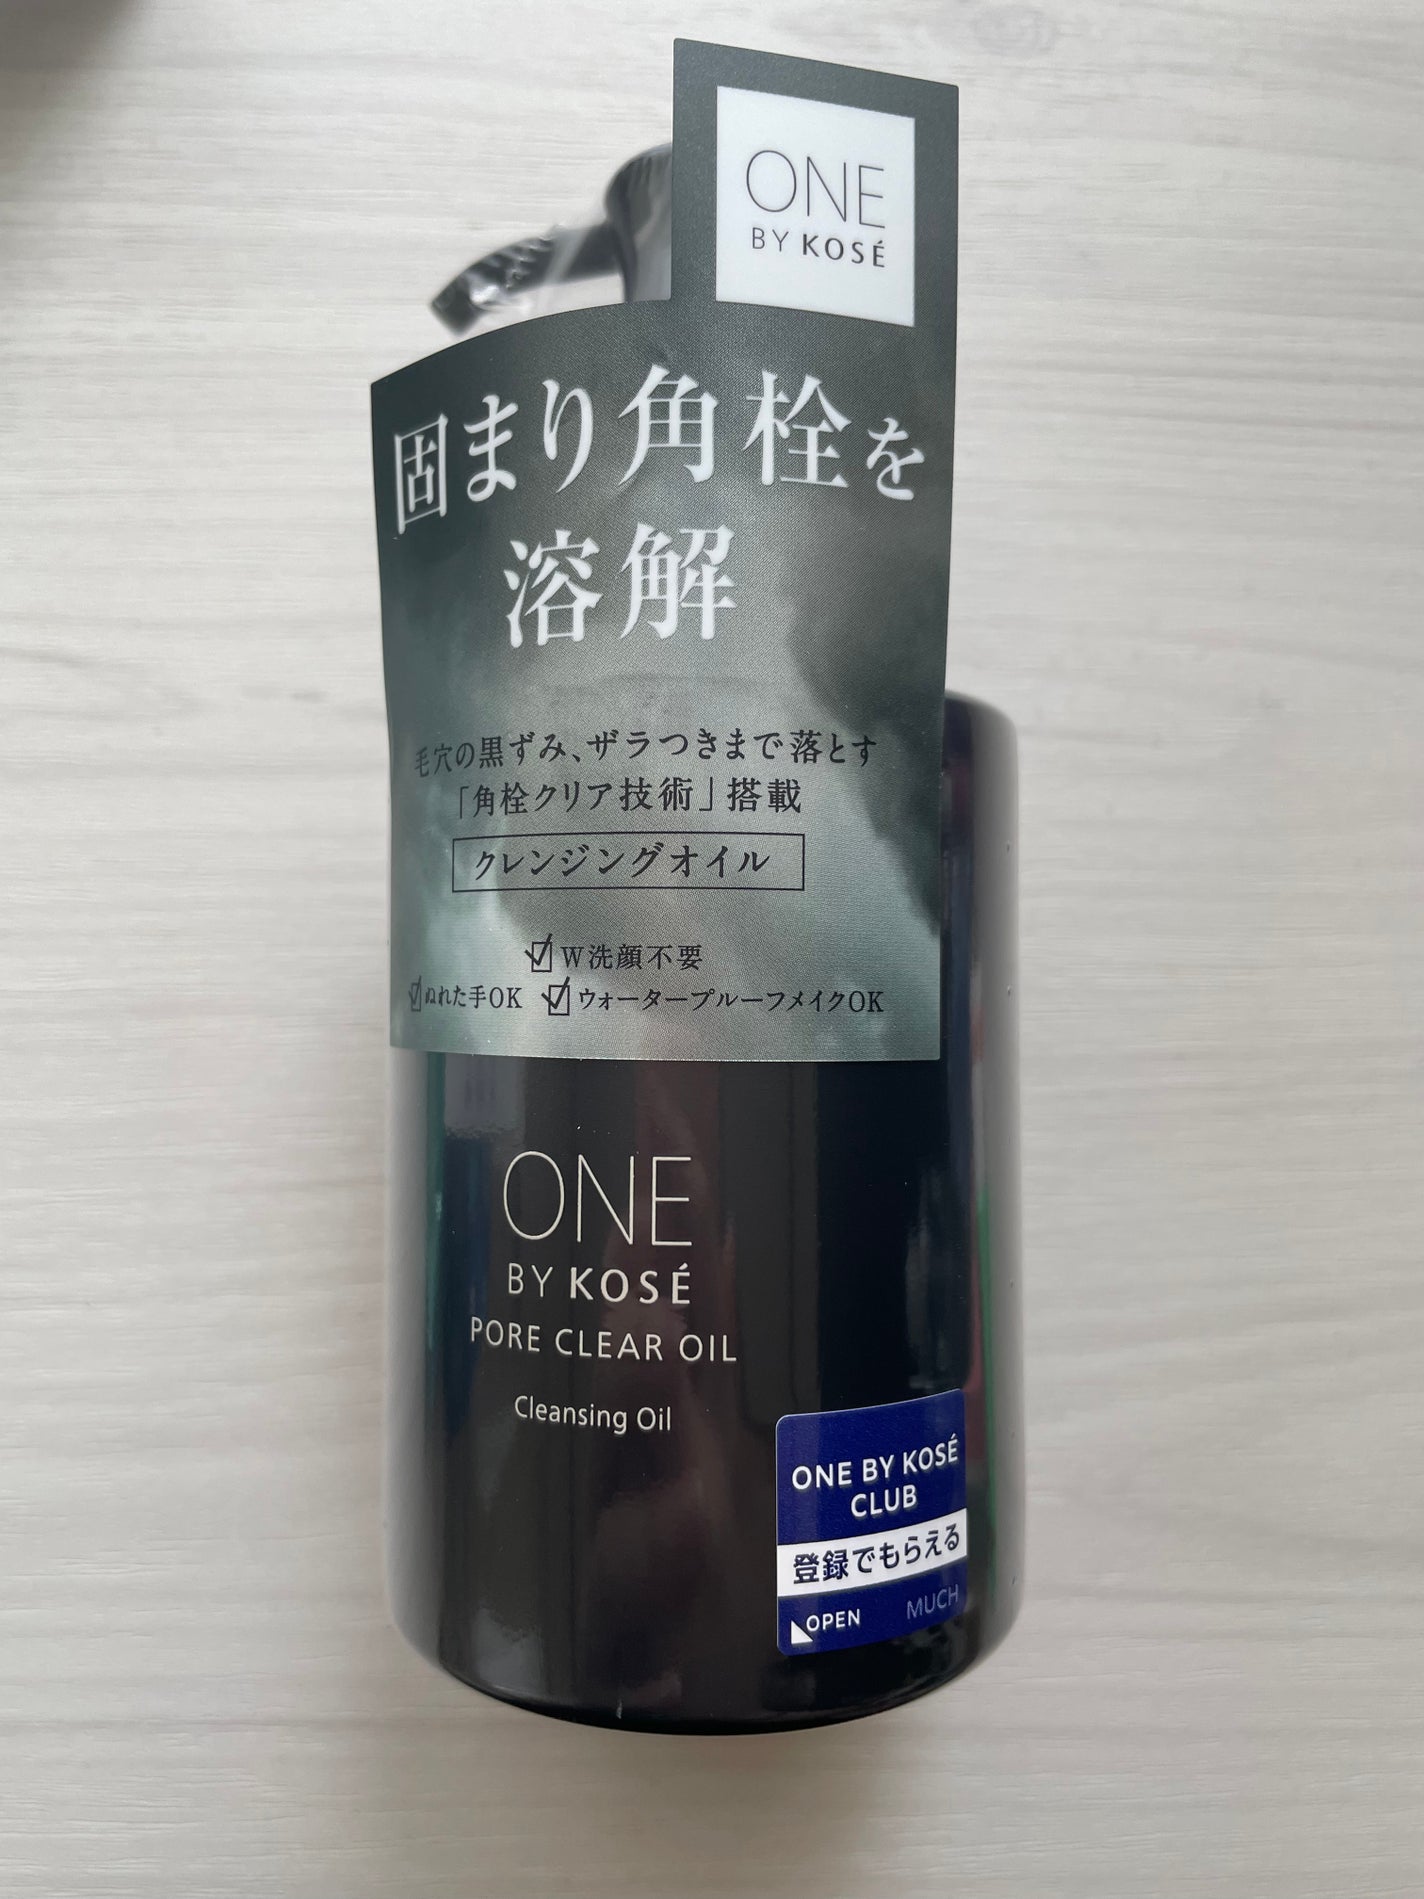 ONE
BY KOSÉ
固まり角栓を
溶解
毛穴の黒ずみ、ザラつきまで落とす
「角栓クリア技術」搭載
クレンジングオイル
W洗顔不要
ぬれた手OK ウォータープルーフメイクOK
ONE
BY KOSÉ
PORE CLEAR OIL
Cleansing Oil
ONE BY KOSÉ
CLUB
登録でもらえる
OPEN MUCH